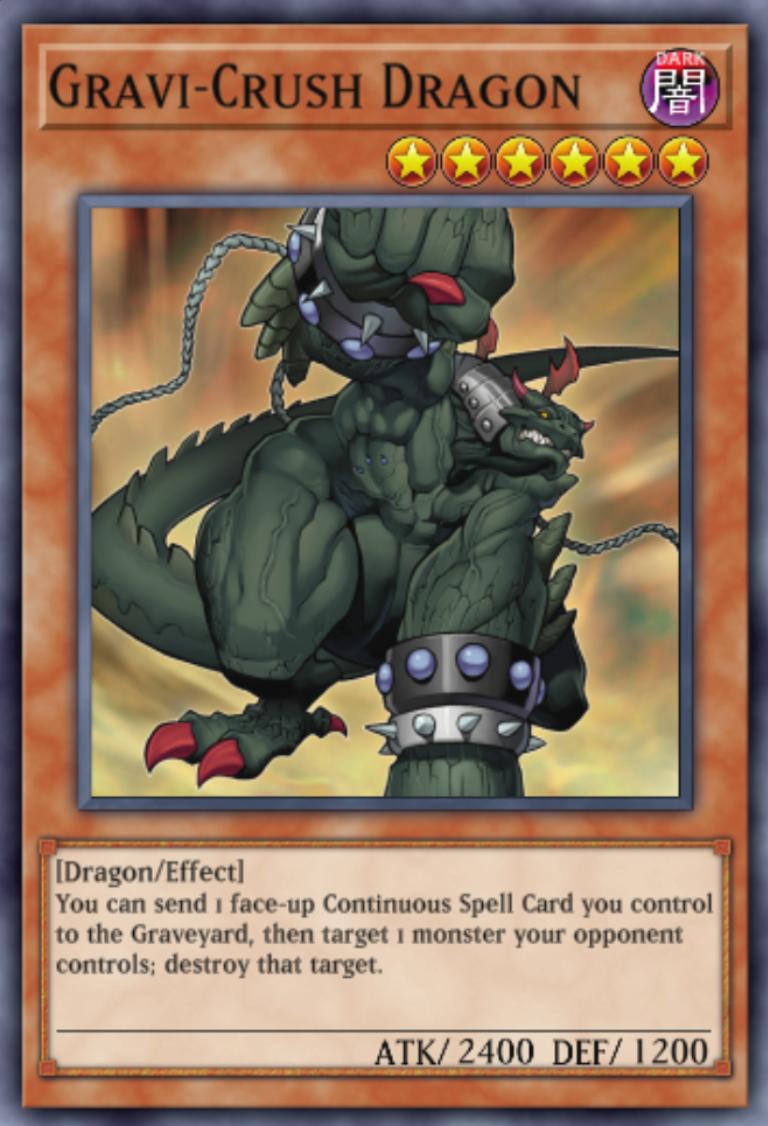 Gravi-Crush Dragon
DARK
闇
[Dragon/Effect]
You can send 1 face-up Continuous Spell Card you control
to the Graveyard, then target 1 monster your opponent
controls; destroy that target.
ATK/ 2400 DEF/ 1200